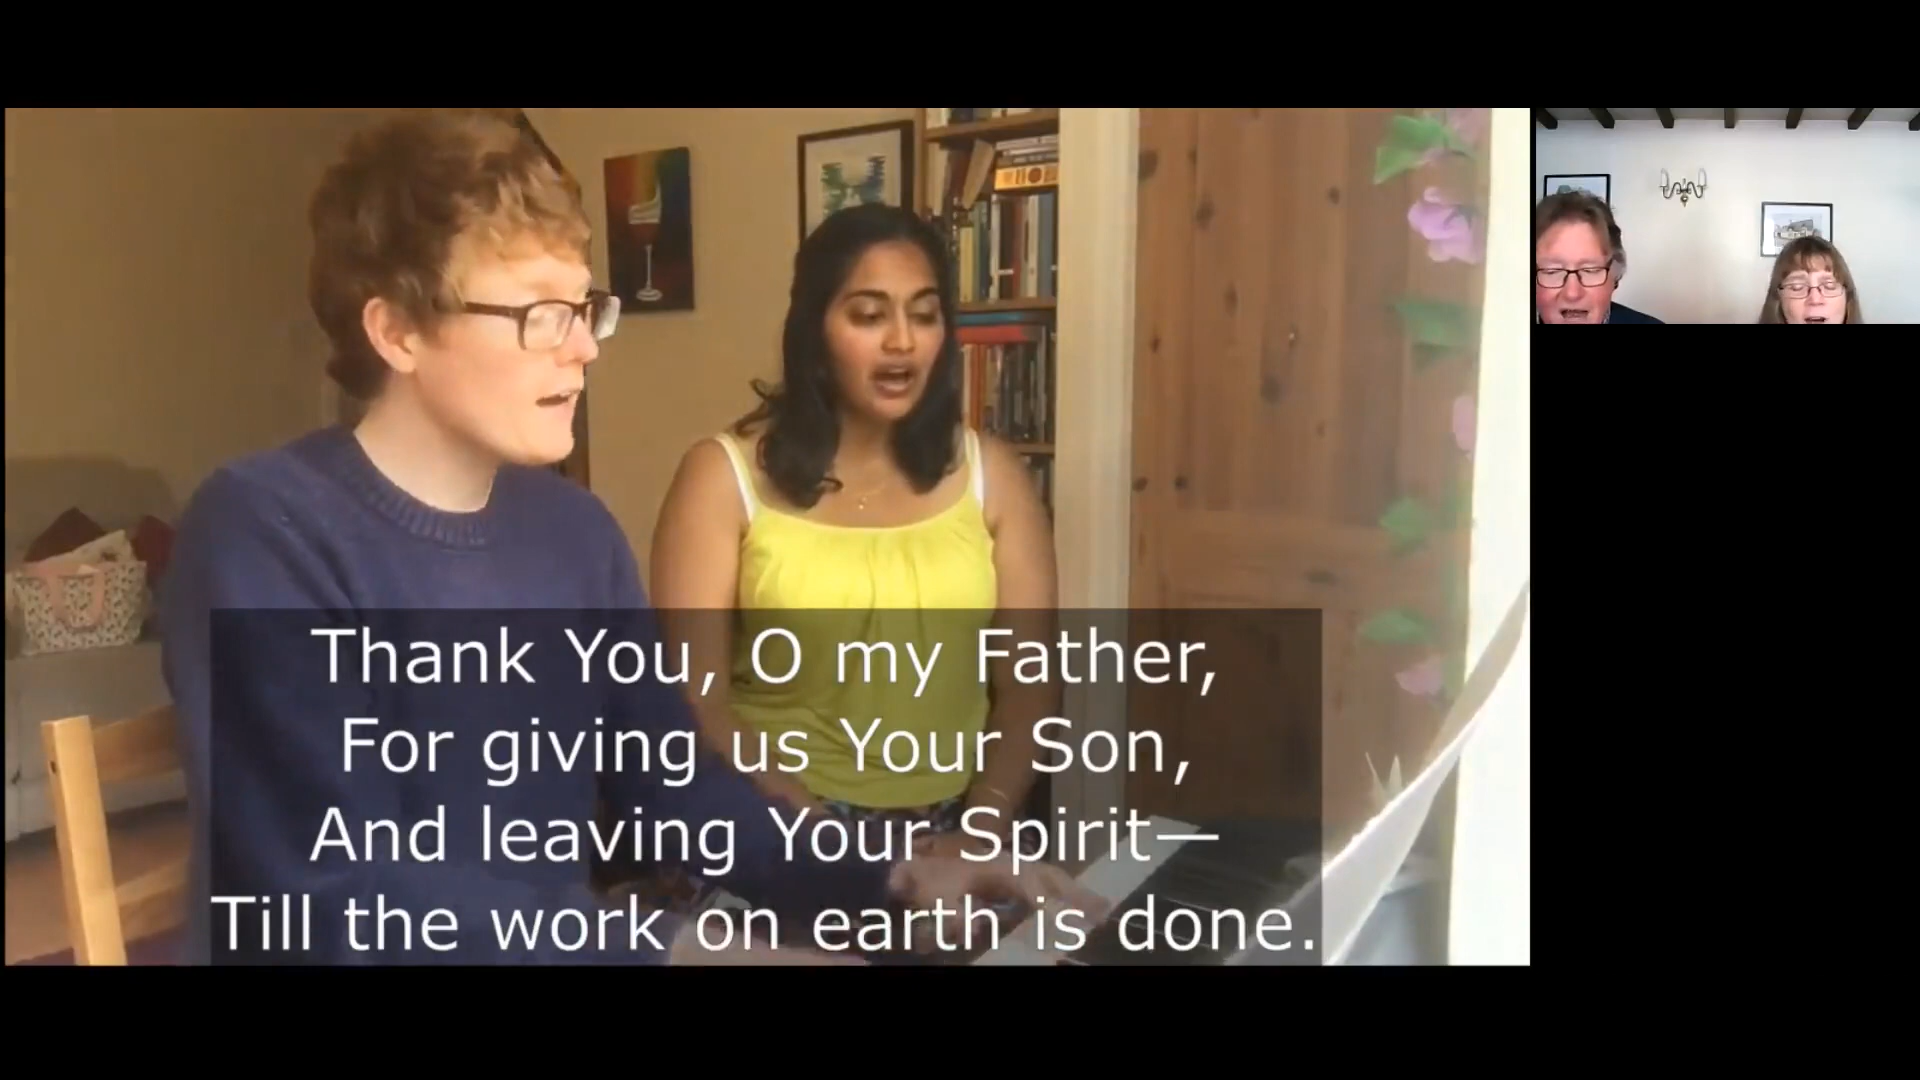 Thank You, O my Father,
For giving us Your Son,
And leaving Your Spirit—
Till the work on earth is done.